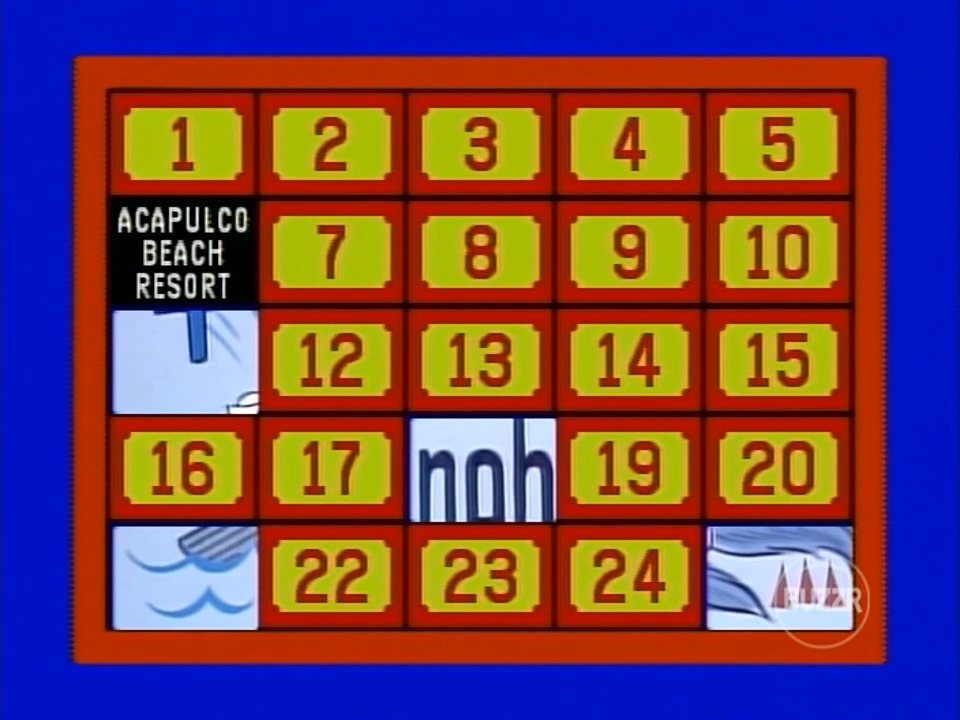 1 2 3 4 5
ACAPULCO
BEACH
RESORT
7 8 9 10
12 13 14 15
16 17 noh 19 20
22 23 24
BUZZR